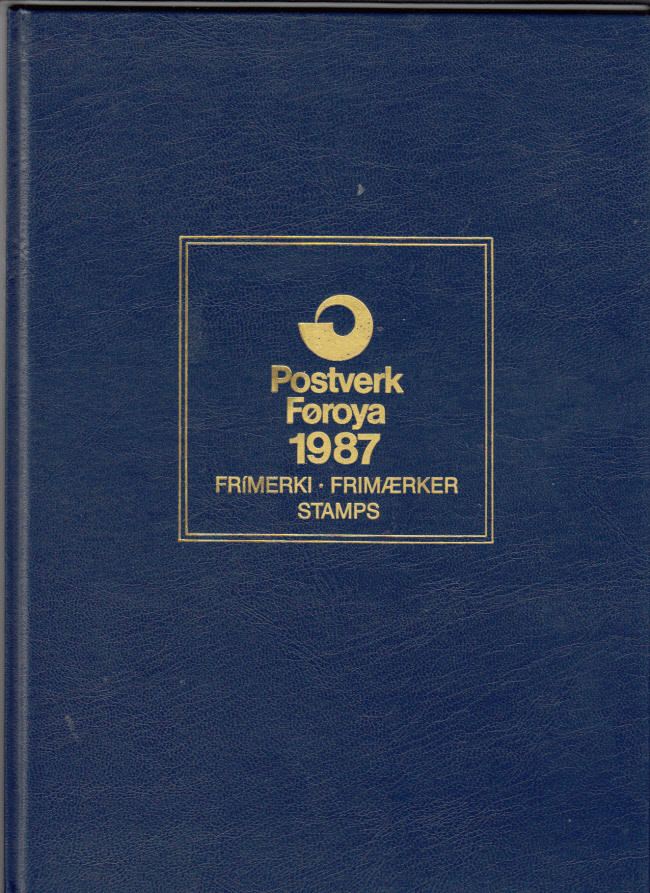 Postverk
Føroya
1987
FRÍMERKI · FRIMÆRKER
STAMPS